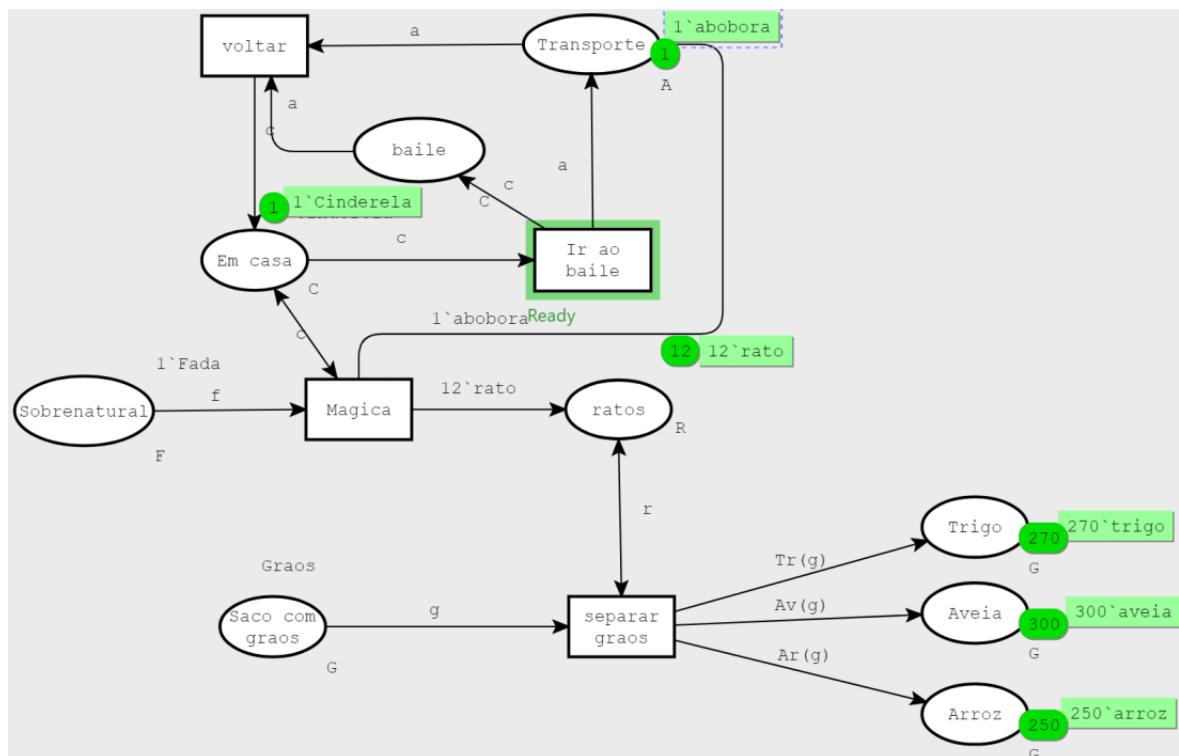 voltar
a
Transporte
1
1`abobora
A
a
c
baile
a
c
C
1
1`Cinderela
Em casa
c
C
Ir ao
baile
Ready
1`abobora
c
12
12`rato
1`Fada
Sobrenatural
f
F
Magica
12`rato
ratos
R
r
Graos
Saco com
graos
g
G
separar
graos
Tr(g)
Av(g)
Ar(g)
Trigo
270
270`trigo
G
Aveia
300
300`aveia
G
Arroz
250
250`arroz
G